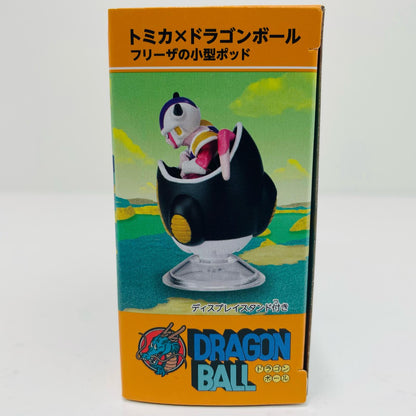 トミカ×ドラゴンボール
フリーザの小型ポッド
ディスプレイスタンド付き
DRAGON
BALL
ドラゴン
ボール